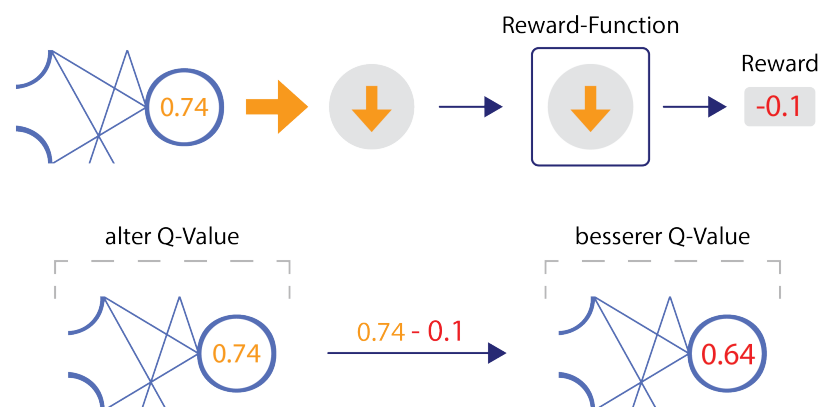 Reward-Function
Reward
0.74
-0.1
alter Q-Value
besserer Q-Value
0.74 - 0.1
0.74
0.64